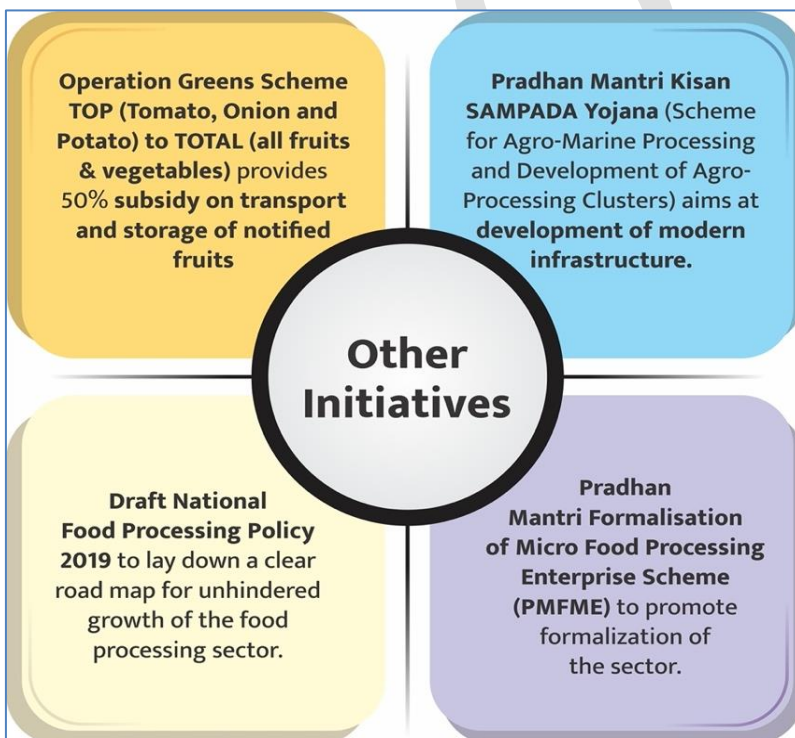 Operation Greens Scheme
TOP (Tomato, Onion and
Potato) to TOTAL (all fruits
& vegetables) provides
50% subsidy on transport
and storage of notified
fruits
Pradhan Mantri Kisan
SAMPADA Yojana (Scheme
for Agro-Marine Processing
and Development of Agro-
Processing Clusters) aims at
development of modern
infrastructure.
Other
Initiatives
Draft National
Food Processing Policy
2019 to lay down a clear
road map for unhindered
growth of the food
processing sector.
Pradhan
Mantri Formalisation
of Micro Food Processing
Enterprise Scheme
(PMFME) to promote
formalization of
the sector.